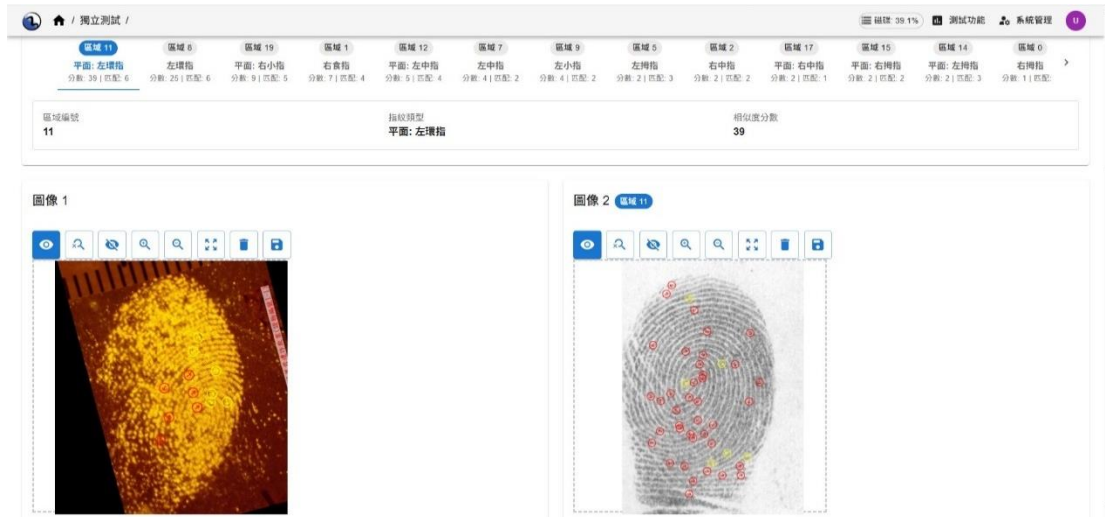 / 獨立測試 /
磁碟: 39.1%
測試功能
系統管理
U
區域 11
區域 8
區域 19
區域 1
區域 12
區域 7
區域 9
區域 5
區域 2
區域 17
區域 15
區域 14
區域 0
平面: 左環指
左環指
平面: 右小指
右食指
平面: 左中指
左中指
左小指
左拇指
右中指
平面: 右中指
平面: 右拇指
平面: 左拇指
右拇指
分數: 39 | 匹配: 6
分數: 25 | 匹配: 6
分數: 9 | 匹配: 5
分數: 7 | 匹配: 4
分數: 5 | 匹配: 4
分數: 4 | 匹配: 2
分數: 4 | 匹配: 2
分數: 2 | 匹配: 3
分數: 2 | 匹配: 2
分數: 2 | 匹配: 1
分數: 2 | 匹配: 2
分數: 2 | 匹配: 3
分數: 1 | 匹配:
區域編號
11
指紋類型
平面: 左環指
相似度分數
39
圖像 1
圖像 2 區域 11